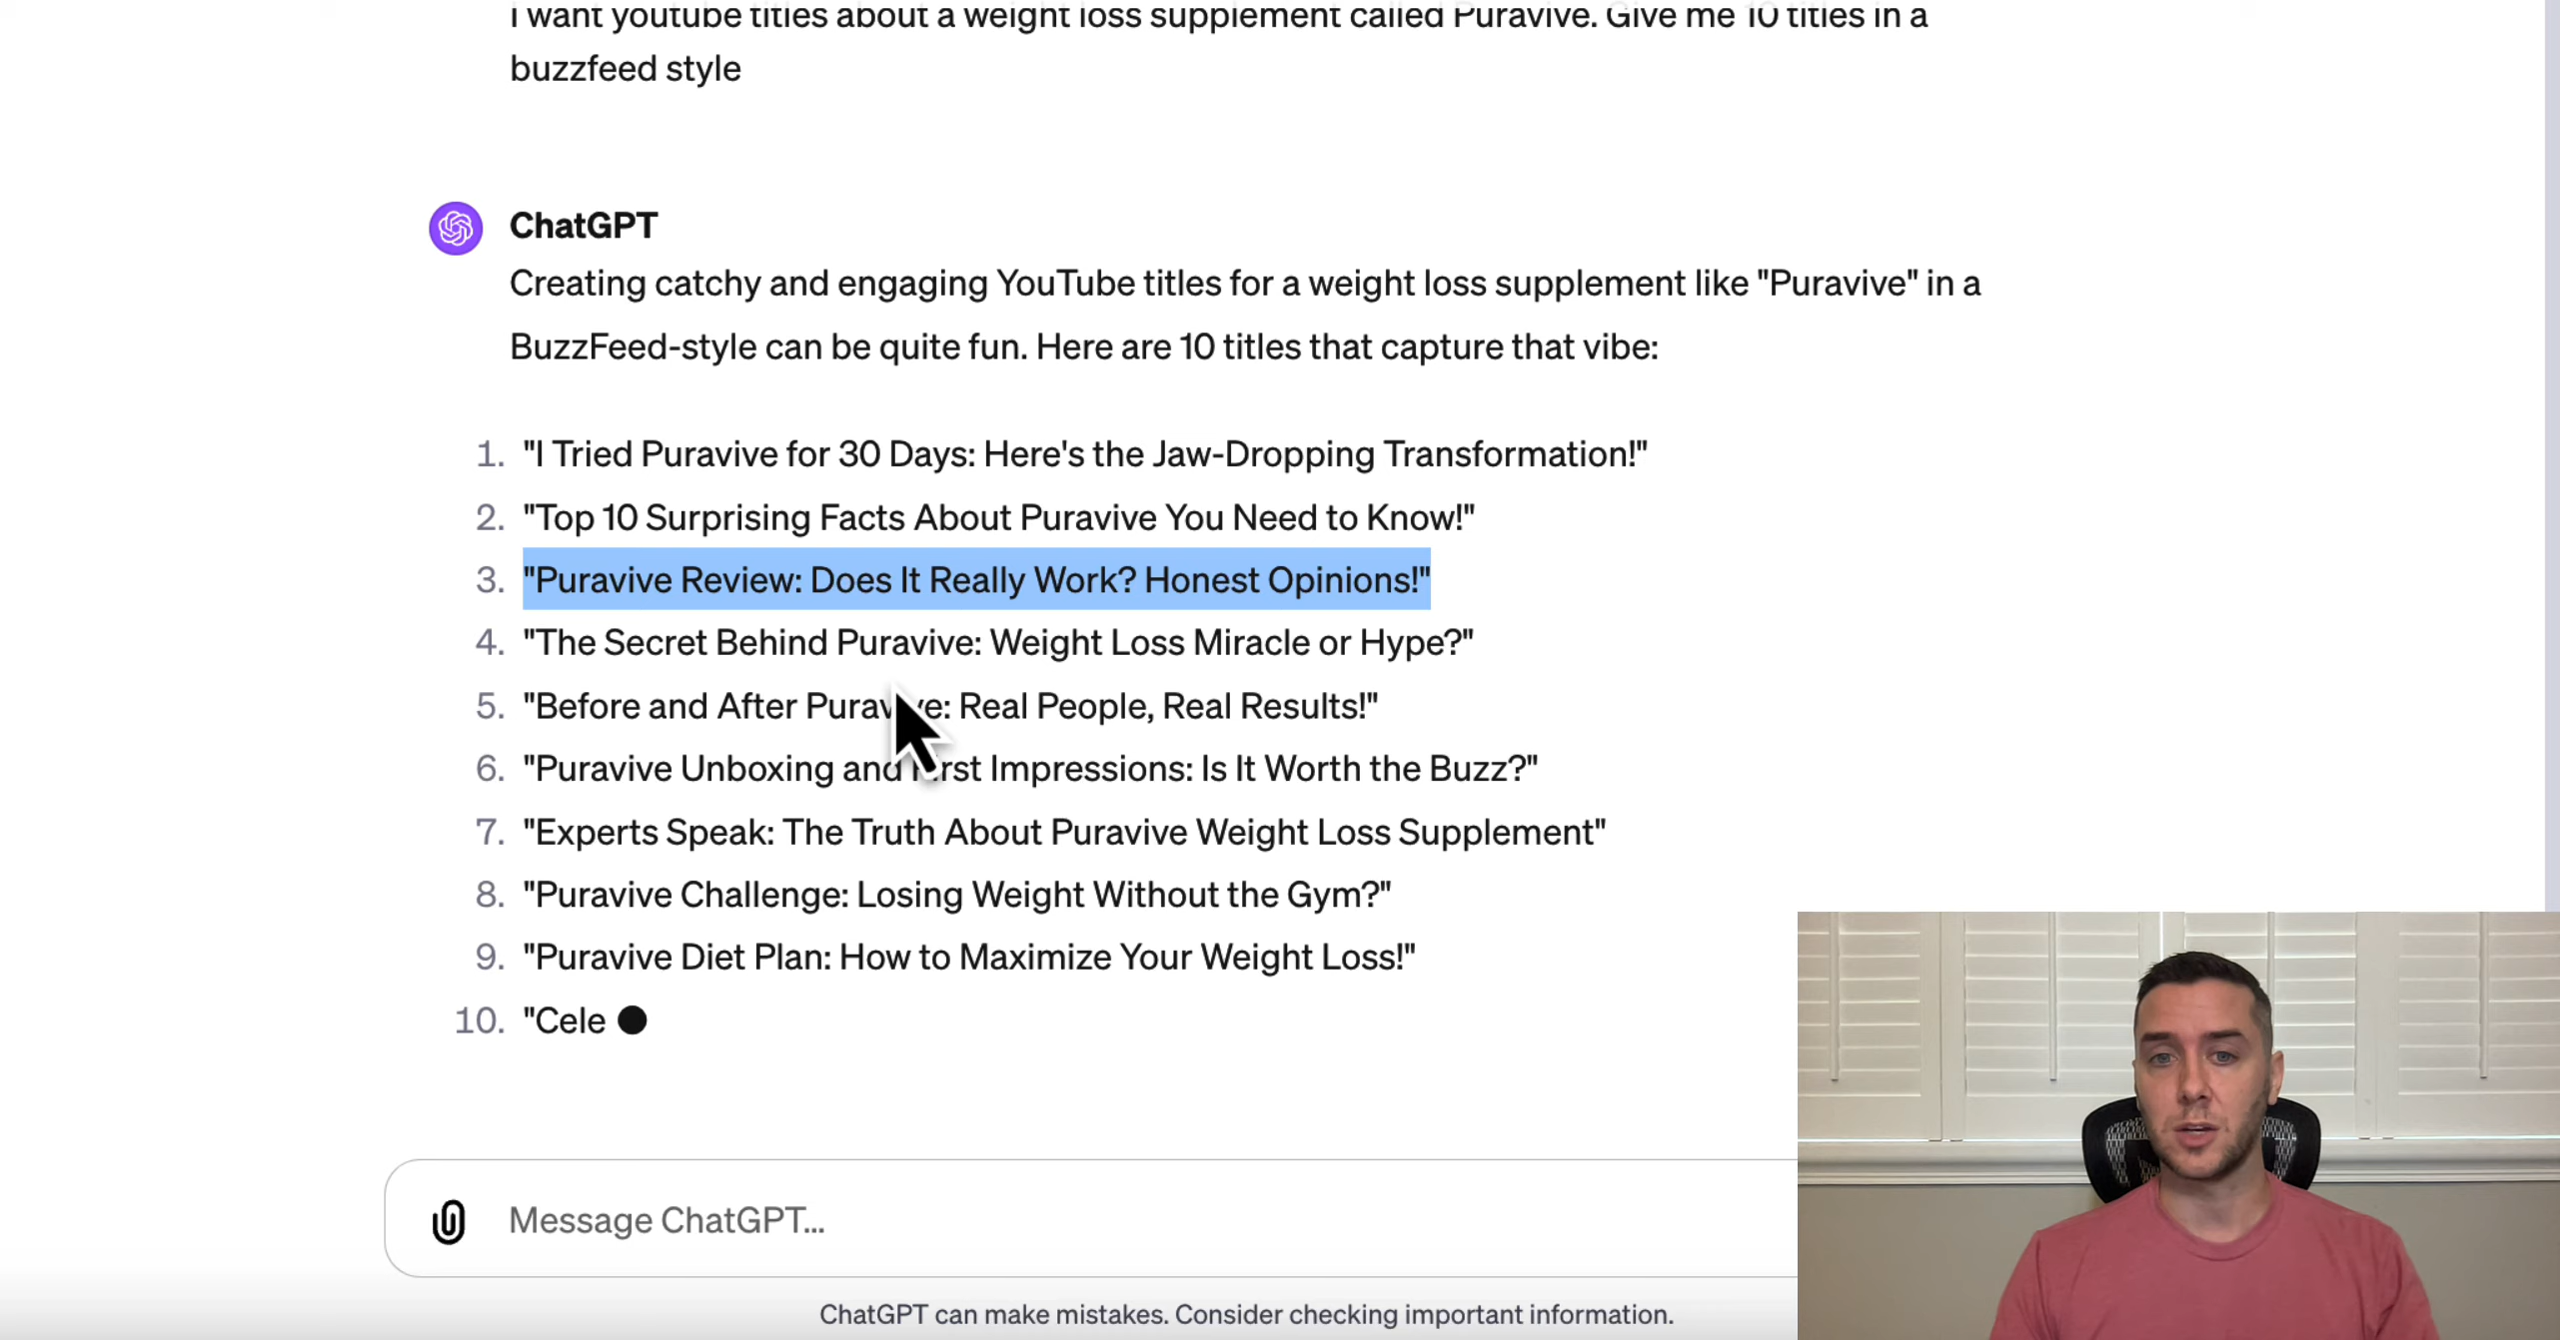 i want youtube titles about a weight loss supplement called Puravive. Give me 10 titles in a
buzzfeed style
ChatGPT
Creating catchy and engaging YouTube titles for a weight loss supplement like "Puravive" in a
BuzzFeed-style can be quite fun. Here are 10 titles that capture that vibe:
1. "I Tried Puravive for 30 Days: Here's the Jaw-Dropping Transformation!"
2. "Top 10 Surprising Facts About Puravive You Need to Know!"
3. "Puravive Review: Does It Really Work? Honest Opinions!"
4. "The Secret Behind Puravive: Weight Loss Miracle or Hype?"
5. "Before and After Puravive: Real People, Real Results!"
6. "Puravive Unboxing and First Impressions: Is It Worth the Buzz?"
7. "Experts Speak: The Truth About Puravive Weight Loss Supplement"
8. "Puravive Challenge: Losing Weight Without the Gym?"
9. "Puravive Diet Plan: How to Maximize Your Weight Loss!"
10. "Cele
Message ChatGPT...
ChatGPT can make mistakes. Consider checking important information.